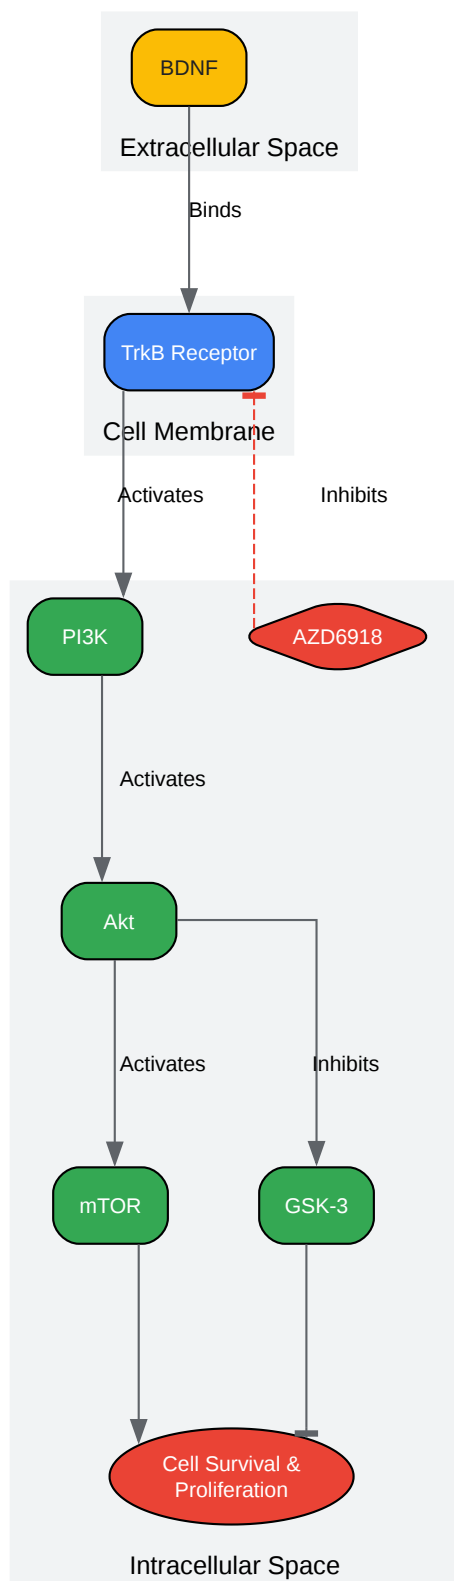 BDNF
Extracellular Space
Binds
TrkB Receptor
Cell Membrane
Activates
Inhibits
PI3K
AZD6918
Activates
Akt
Activates
Inhibits
mTOR
GSK-3
Cell Survival &
Proliferation
Intracellular Space